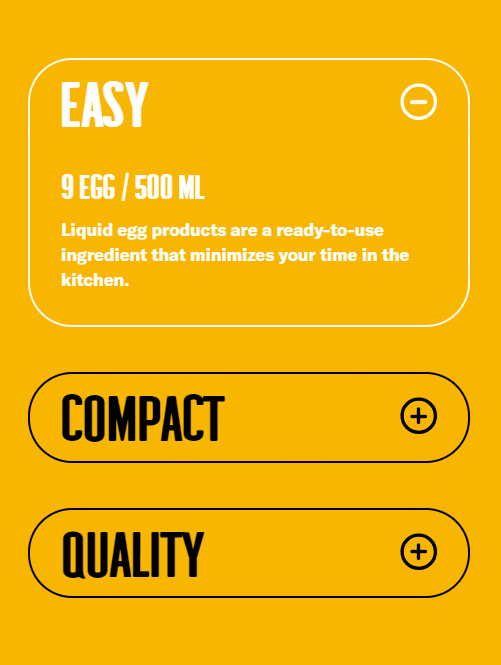 EASY
9 EGG / 500 ML
Liquid egg products are a ready-to-use
ingredient that minimizes your time in the
kitchen.
COMPACT
QUALITY